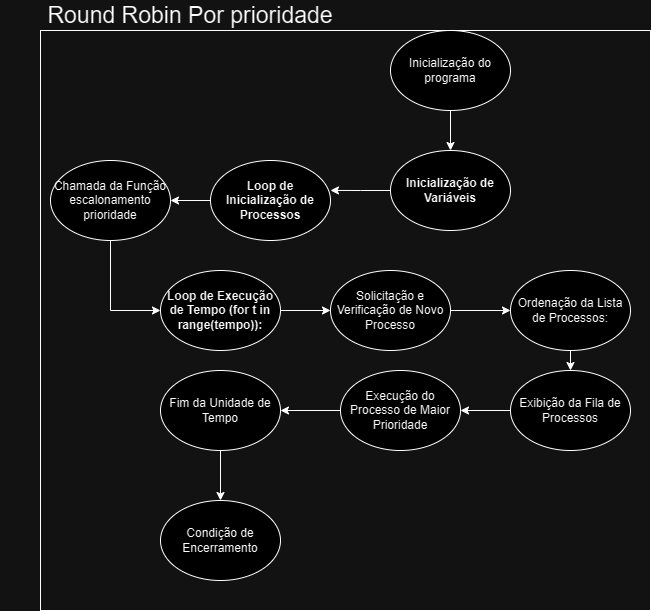 Round Robin Por prioridade
Inicialização do
programa
Inicialização de
Variáveis
Loop de
Inicialização de
Processos
Chamada da Função
escalonamento
prioridade
Loop de Execução
de Tempo (for t in
range(tempo)):
Solicitação e
Verificação de Novo
Processo
Ordenação da Lista
de Processos:
Exibição da Fila de
Processos
Execução do
Processo de Maior
Prioridade
Fim da Unidade de
Tempo
Condição de
Encerramento